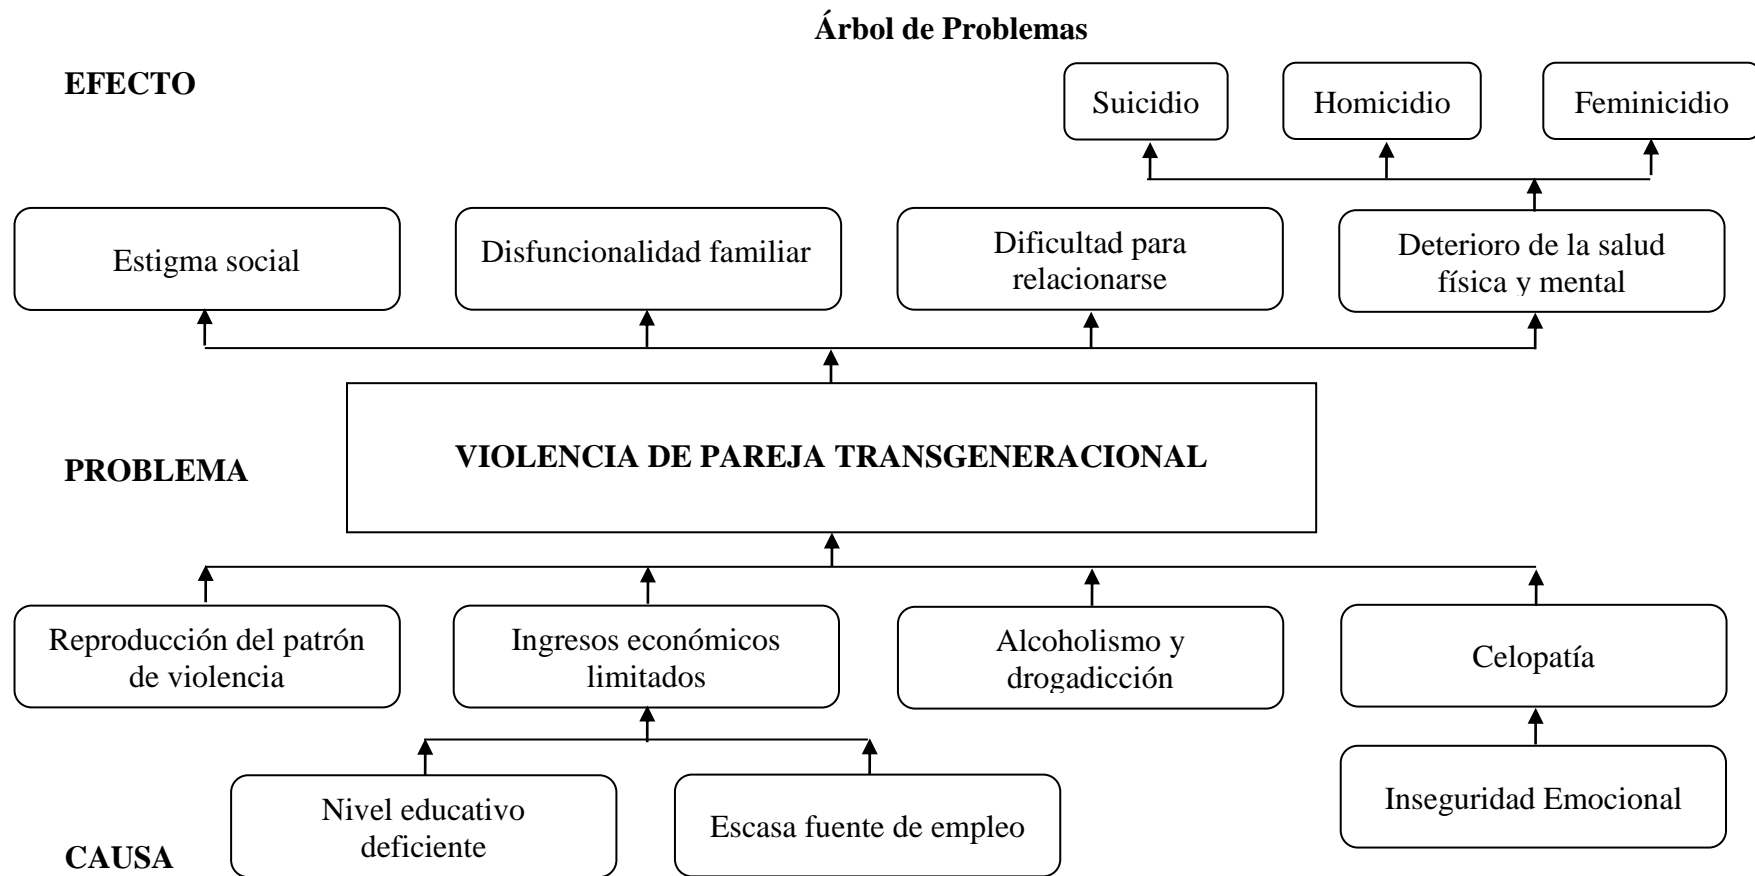 Árbol de Problemas
EFECTO
Suicidio
Homicidio
Feminicidio
Estigma social
Disfuncionalidad familiar
Dificultad para
relacionarse
Deterioro de la salud
física y mental
PROBLEMA
VIOLENCIA DE PAREJA TRANSGENERACIONAL
Reproducción del patrón
de violencia
Ingresos económicos
limitados
Alcoholismo y
drogadicción
Celopatía
Nivel educativo
deficiente
Escasa fuente de empleo
Inseguridad Emocional
CAUSA